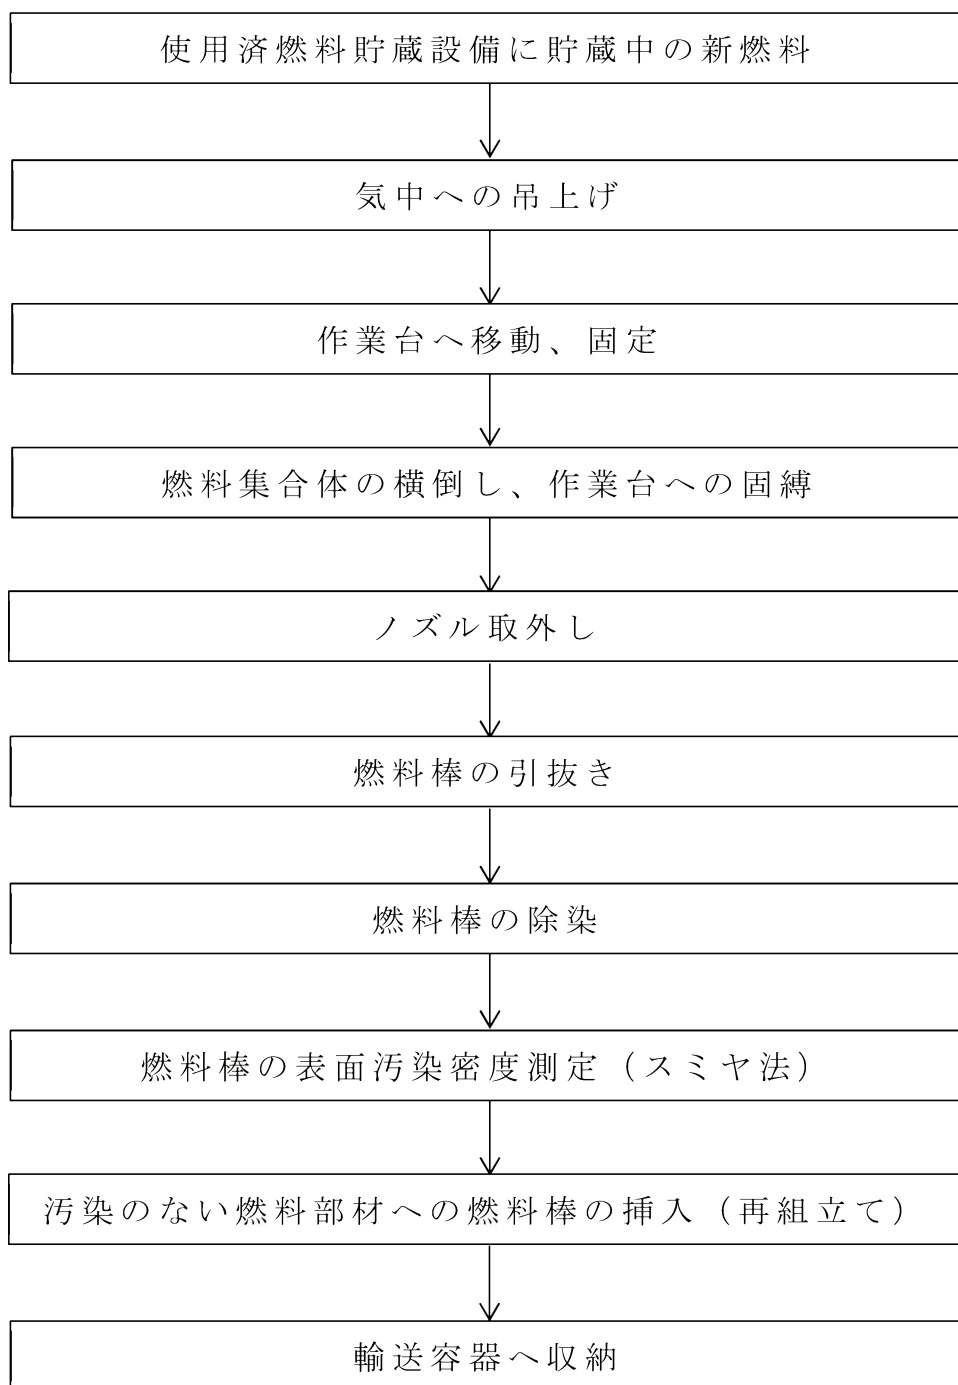 使用済燃料貯蔵設備に貯蔵中の新燃料
気中への吊上げ
作業台へ移動、固定
燃料集合体の横倒し、作業台への固縛
ノズル取外し
燃料棒の引抜き
燃料棒の除染
燃料棒の表面汚染密度測定（スミヤ法）
汚染のない燃料部材への燃料棒の挿入（再組立て）
輸送容器へ収納